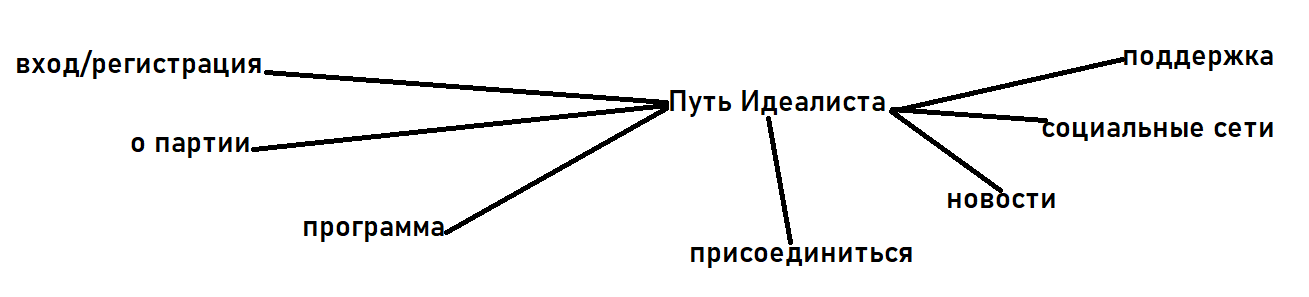 поддержка
вход/регистрация
Путь Идеалиста
социальные сети
о партии
новости
программа
присоединиться